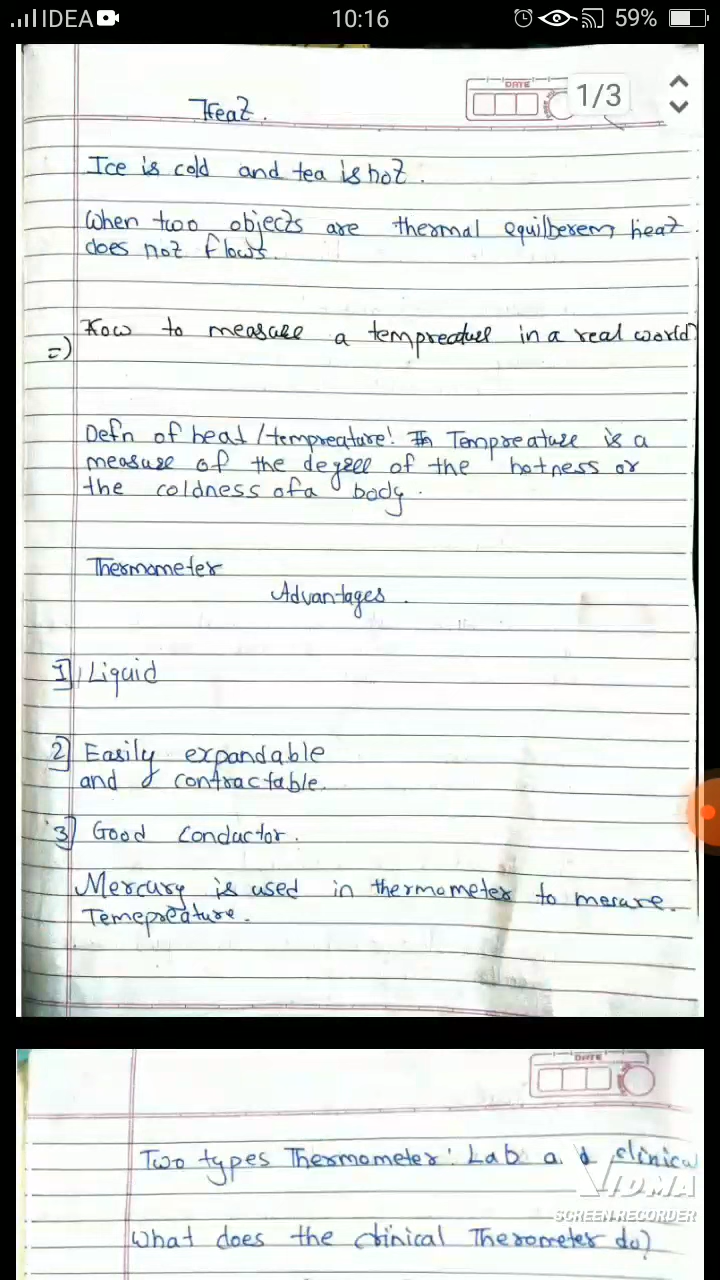 IDEA 10:16 59%
DATE
1/3
Heat.
Ice is cold and tea is hot.
When two objects are thermal equilberem heat
does not flows.
=) How to measure a tempreature in a real world
Defn of heat/tempreature! Tempreature is a
measure of the degree of the hotness or
the coldness of a body.
Thermometer
Advantages.
1] Liquid
2] Easily expandable
and contractable.
3] Good conductor.
Mercury is used in thermometer to mesure.
Temepreature.
DATE
Two types Thermometer: Lab a d clinical
VIDMA
SCREEN RECORDER
What does the clinical Therometer do?